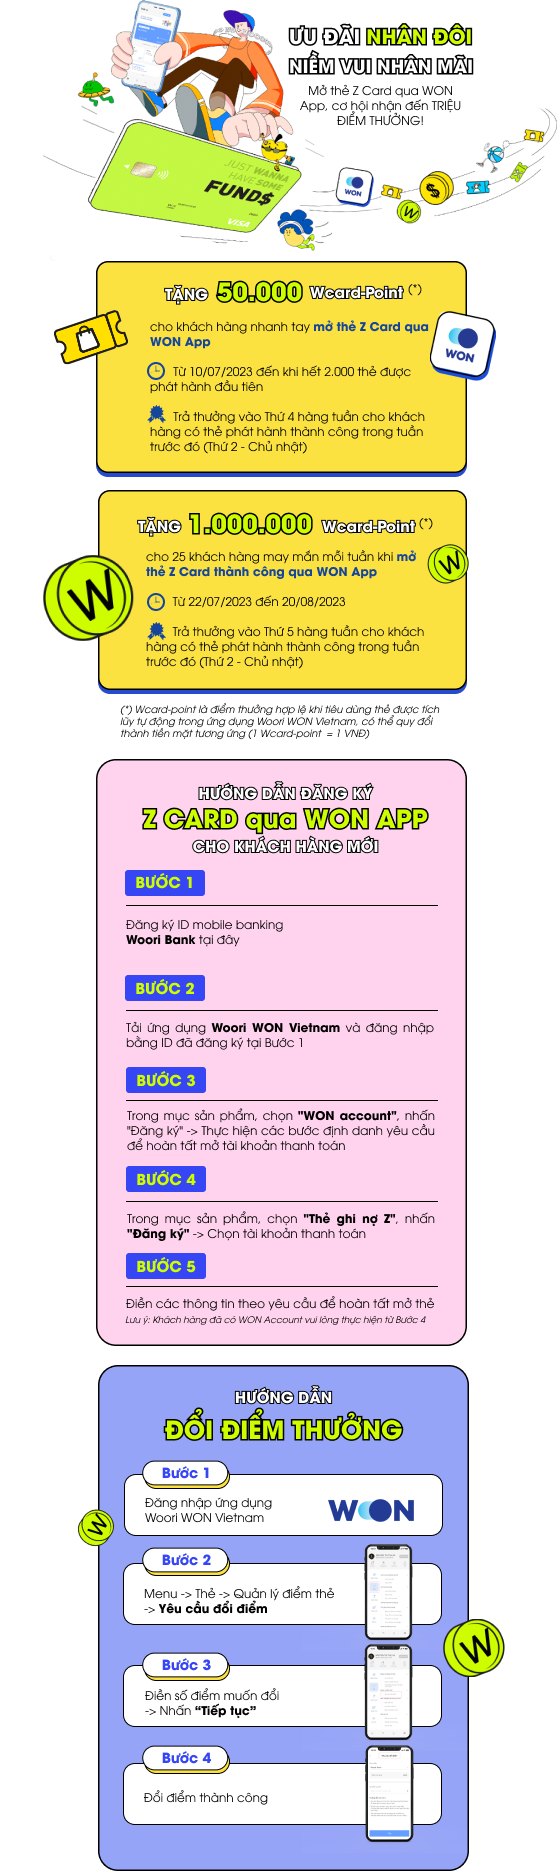 ƯU ĐÃI NHÂN ĐÔI
NIỀM VUI NHÂN MÃI
Mở thẻ Z Card qua WON
App, cơ hội nhận đến TRIỆU
ĐIỂM THƯỞNG!
JUST WANNA
HAVE SOME
FUND$
VISA
WON
W
$
TẶNG 50.000 Wcard-Point (*)
cho khách hàng nhanh tay mở thẻ Z Card qua
WON App
WON
Từ 10/07/2023 đến khi hết 2.000 thẻ được
phát hành đầu tiên
Trả thưởng vào Thứ 4 hàng tuần cho khách
hàng có thẻ phát hành thành công trong tuần
trước đó (Thứ 2 - Chủ nhật)
TẶNG 1.000.000 Wcard-Point (*)
cho 25 khách hàng may mắn mỗi tuần khi mở
thẻ Z Card thành công qua WON App
W
W
Từ 22/07/2023 đến 20/08/2023
Trả thưởng vào Thứ 5 hàng tuần cho khách
hàng có thẻ phát hành thành công trong tuần
trước đó (Thứ 2 - Chủ nhật)
(*) Wcard-point là điểm thưởng hợp lệ khi tiêu dùng thẻ được tích
lũy tự động trong ứng dụng Woori WON Vietnam, có thể quy đổi
thành tiền mặt tương ứng (1 Wcard-point = 1 VNĐ)
HƯỚNG DẪN ĐĂNG KÝ
Z CARD qua WON APP
CHO KHÁCH HÀNG MỚI
BƯỚC 1
Đăng ký ID mobile banking
Woori Bank tại đây
BƯỚC 2
Tải ứng dụng Woori WON Vietnam và đăng nhập
bằng ID đã đăng ký tại Bước 1
BƯỚC 3
Trong mục sản phẩm, chọn "WON account", nhấn
"Đăng ký" -> Thực hiện các bước định danh yêu cầu
để hoàn tất mở tài khoản thanh toán
BƯỚC 4
Trong mục sản phẩm, chọn "Thẻ ghi nợ Z", nhấn
"Đăng ký" -> Chọn tài khoản thanh toán
BƯỚC 5
Điền các thông tin theo yêu cầu để hoàn tất mở thẻ
Lưu ý: Khách hàng đã có WON Account vui lòng thực hiện từ Bước 4
HƯỚNG DẪN
ĐỔI ĐIỂM THƯỞNG
Bước 1
Đăng nhập ứng dụng
Woori WON Vietnam
WON
W
Bước 2
Menu -> Thẻ -> Quản lý điểm thẻ
-> Yêu cầu đổi điểm
W
Bước 3
Điền số điểm muốn đổi
-> Nhấn “Tiếp tục”
Bước 4
Đổi điểm thành công